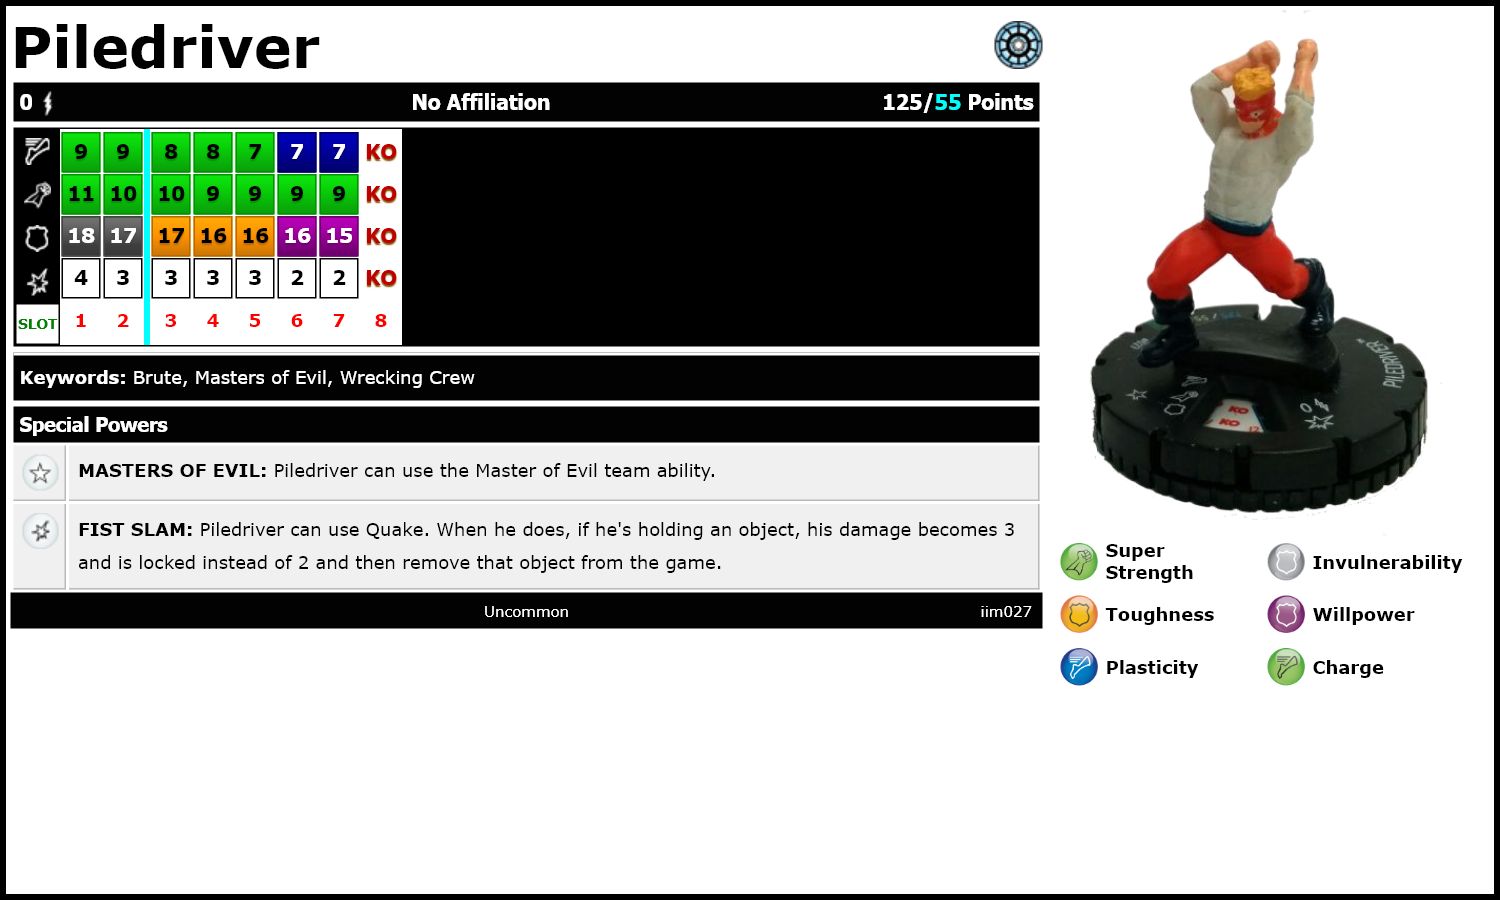 Piledriver
0 No Affiliation 125/55 Points
9 9 8 8 7 7 7 KO
11 10 10 9 9 9 9 KO
18 17 17 16 16 16 15 KO
4 3 3 3 3 2 2 KO
SLOT 1 2 3 4 5 6 7 8
Keywords: Brute, Masters of Evil, Wrecking Crew
Special Powers
MASTERS OF EVIL: Piledriver can use the Master of Evil team ability.
FIST SLAM: Piledriver can use Quake. When he does, if he's holding an object, his damage becomes 3
and is locked instead of 2 and then remove that object from the game.
Uncommon iim027
PILEDRIVER
KO
KO 12
0
Super
Strength
Invulnerability
Toughness
Willpower
Plasticity
Charge